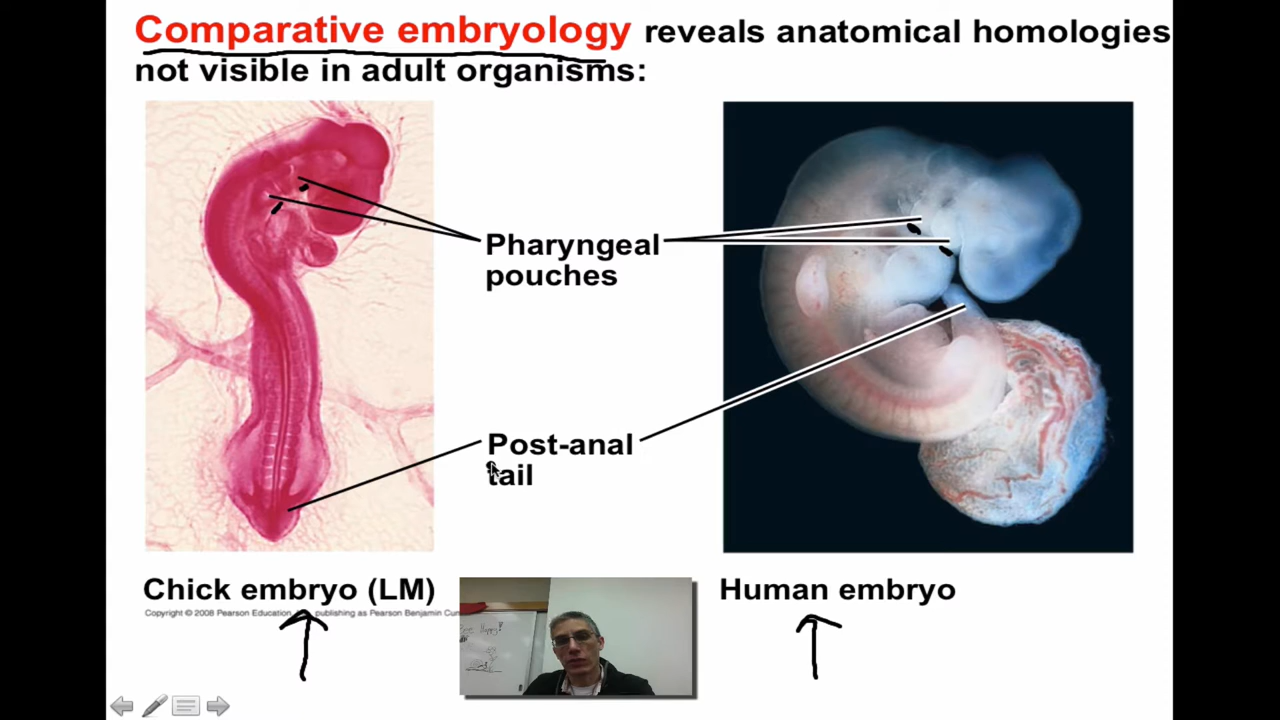 Comparative embryology reveals anatomical homologies
not visible in adult organisms:
Pharyngeal
pouches
Post-anal
tail
Chick embryo (LM)
Human embryo
Copyright © 2008 Pearson Education, publishing as Pearson Benjamin
Happy!